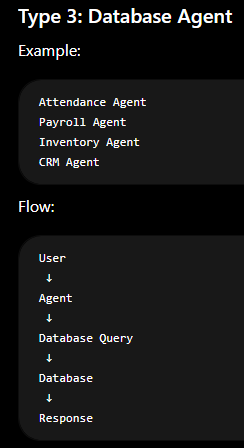 Type 3: Database Agent
Example:
Attendance Agent
Payroll Agent
Inventory Agent
CRM Agent
Flow:
User
↓
Agent
↓
Database Query
↓
Database
↓
Response